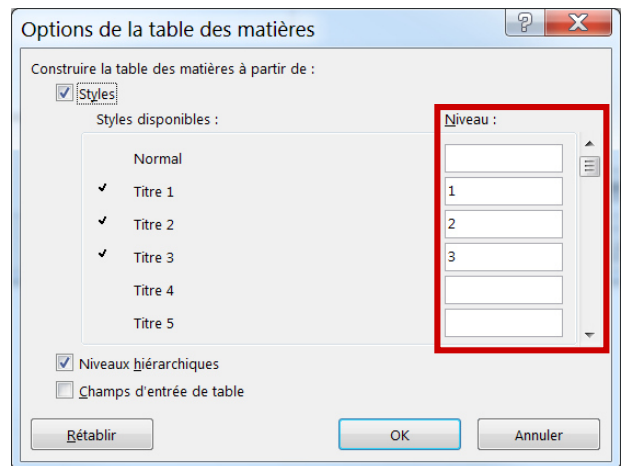 Options de la table des matières
Construire la table des matières à partir de :
Styles
Styles disponibles : Niveau :
Normal
Titre 1 1
Titre 2 2
Titre 3 3
Titre 4
Titre 5
Niveaux hiérarchiques
Champs d'entrée de table
Rétablir OK Annuler